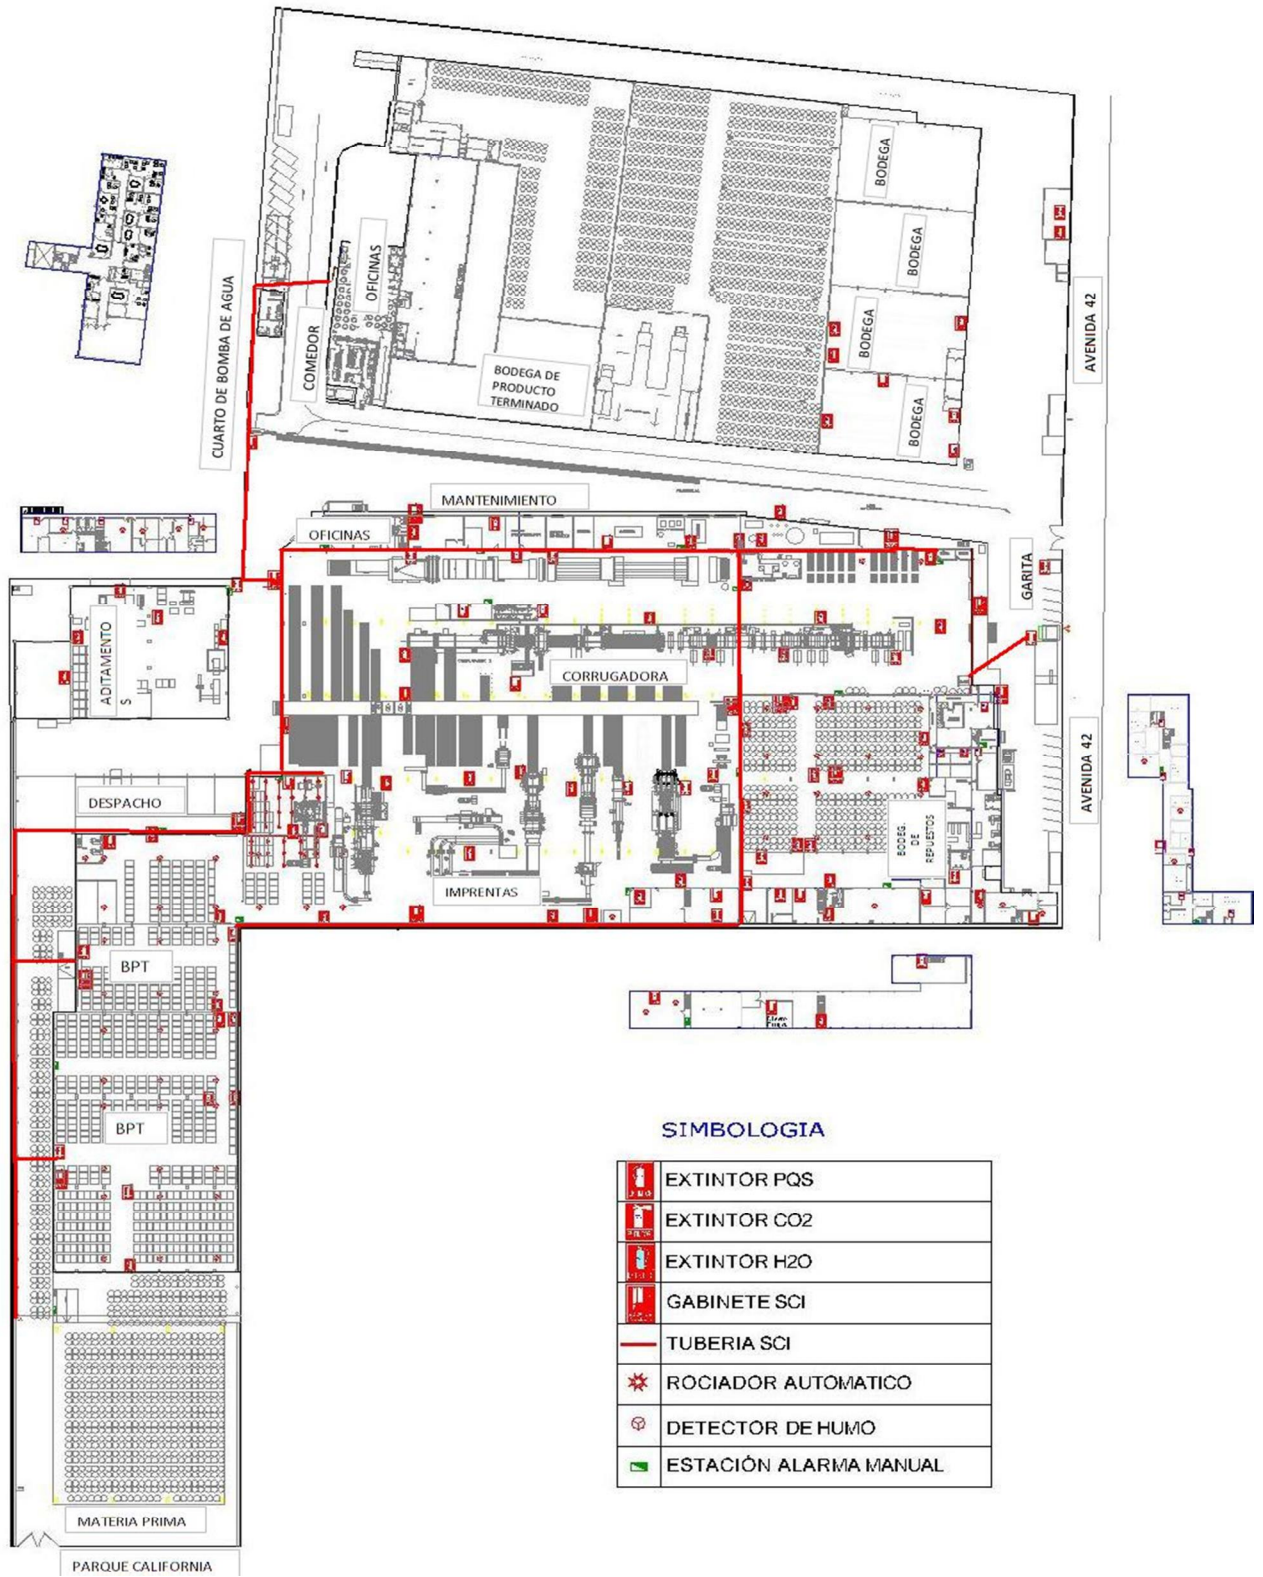 BODEGA
BODEGA
BODEGA
BODEGA
AVENIDA 42
OFICINAS
COMEDOR
CUARTO DE BOMBA DE AGUA
BODEGA DE
PRODUCTO
TERMINADO
MANTENIMIENTO
OFICINAS
GARITA
ADITAMENTO
S
CORRUGADORA
DESPACHO
AVENIDA 42
BODEG.
DE
REPUESTOS
IMPRENTAS
BPT
BPT
SIMBOLOGIA
EXTINTOR PQS
EXTINTOR CO2
EXTINTOR H2O
GABINETE SCI
TUBERIA SCI
ROCIADOR AUTOMATICO
DETECTOR DE HUMO
ESTACIÓN ALARMA MANUAL
MATERIA PRIMA
PARQUE CALIFORNIA